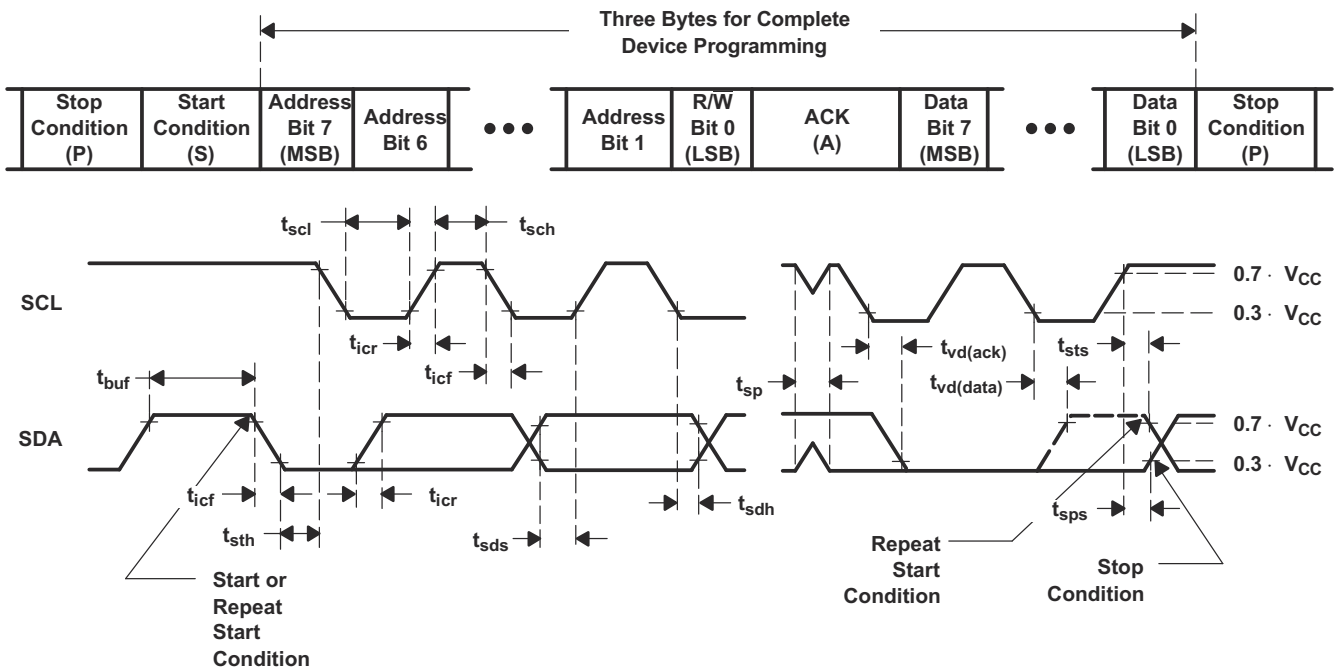 Three Bytes for Complete
Device Programming
Stop
Condition
(P)
Start
Condition
(S)
Address
Bit 7
(MSB)
Address
Bit 6
•••
Address
Bit 1
R/W̅
Bit 0
(LSB)
ACK
(A)
Data
Bit 7
(MSB)
•••
Data
Bit 0
(LSB)
Stop
Condition
(P)
tscl
tsch
SCL
0.7 · VCC
0.3 · VCC
ticr
ticf
tbuf
tsp
tvd(ack)
tsts
tvd(data)
SDA
0.7 · VCC
0.3 · VCC
ticf
ticr
tsth
tsds
tsdh
tsps
Start or
Repeat
Start
Condition
Repeat
Start
Condition
Stop
Condition